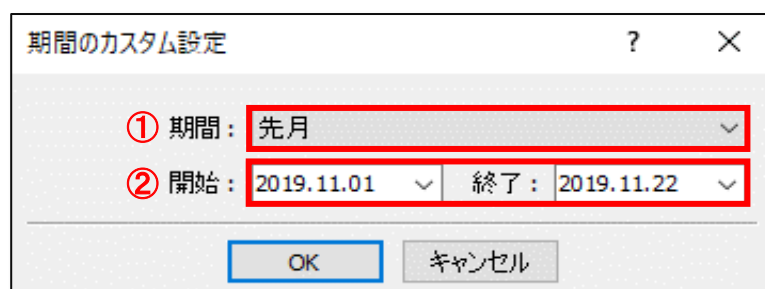 期間のカスタム設定 ? ×
① 期間: 先月
② 開始: 2019.11.01 終了: 2019.11.22
OK キャンセル